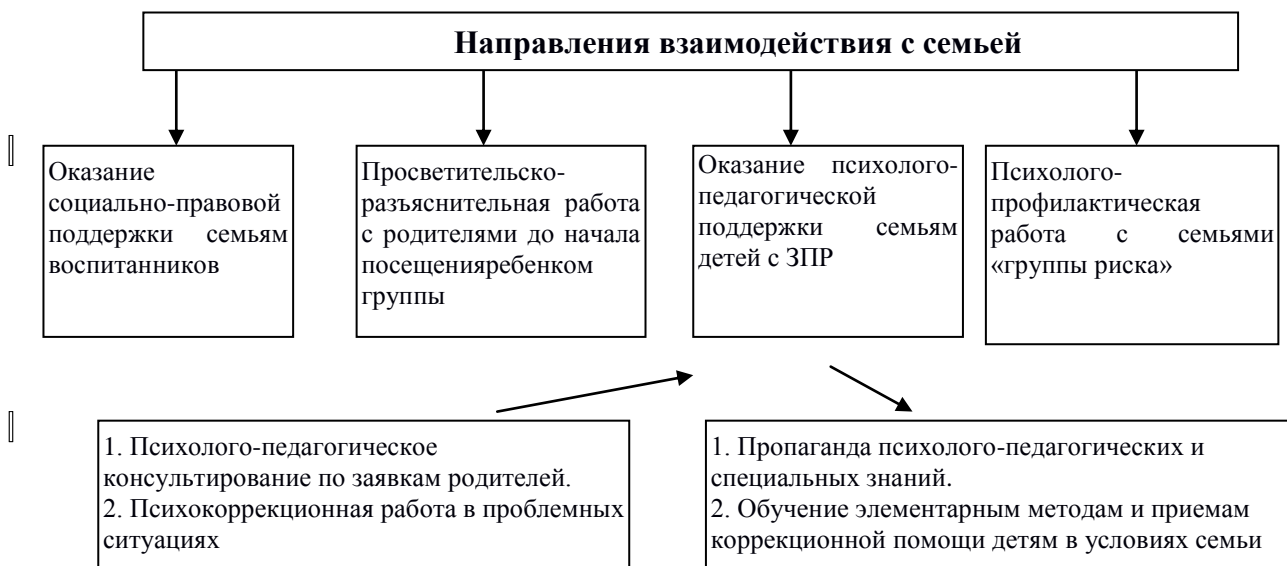 Направления взаимодействия с семьей
Оказание
социально-правовой
поддержки семьям
воспитанников
Просветительско-
разъяснительная работа
с родителями до начала
посещенияребенком
группы
Оказание психолого-
педагогической
поддержки семьям
детей с ЗПР
Психолого-
профилактическая
работа с семьями
«группы риска»
1. Психолого-педагогическое
консультирование по заявкам родителей.
2. Психокоррекционная работа в проблемных
ситуациях
1. Пропаганда психолого-педагогических и
специальных знаний.
2. Обучение элементарным методам и приемам
коррекционной помощи детям в условиях семьи